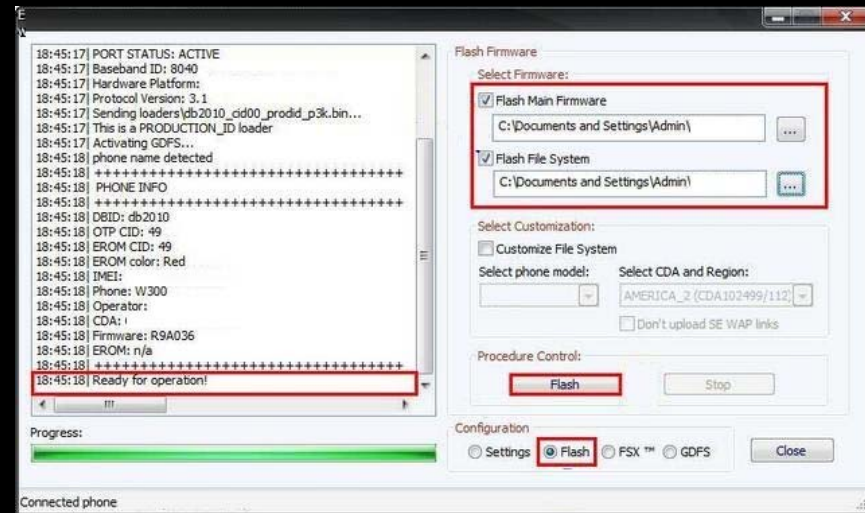 18:45:17| PORT STATUS: ACTIVE
18:45:17| Baseband ID: 8040
18:45:17| Hardware Platform:
18:45:17| Protocol Version: 3.1
18:45:17| Sending loaders\db2010_cid00_prodid_p3k.bin...
18:45:17| This is a PRODUCTION_ID loader
18:45:17| Activating GDFS...
18:45:18| phone name detected
18:45:18| ++++++++++++++++++++++++++++++++++
18:45:18| PHONE INFO
18:45:18| ++++++++++++++++++++++++++++++++++
18:45:18| DBID: db2010
18:45:18| OTP CID: 49
18:45:18| EROM CID: 49
18:45:18| EROM color: Red
18:45:18| IMEI:
18:45:18| Phone: W300
18:45:18| Operator:
18:45:18| CDA:
18:45:18| Firmware: R9A036
18:45:18| EROM: n/a
18:45:18| ++++++++++++++++++++++++++++++++++
18:45:18| Ready for operation!
Progress:
Connected phone
Flash Firmware
Select Firmware:
Flash Main Firmware
C:\Documents and Settings\Admin\ ...
Flash File System
C:\Documents and Settings\Admin\ ...
Select Customization:
Customize File System
Select phone model: Select CDA and Region:
AMERICA_2 (CDA102499/112)
Don't upload SE WAP links
Procedure Control:
Flash Stop
Configuration
Settings Flash FSX ™ GDFS Close